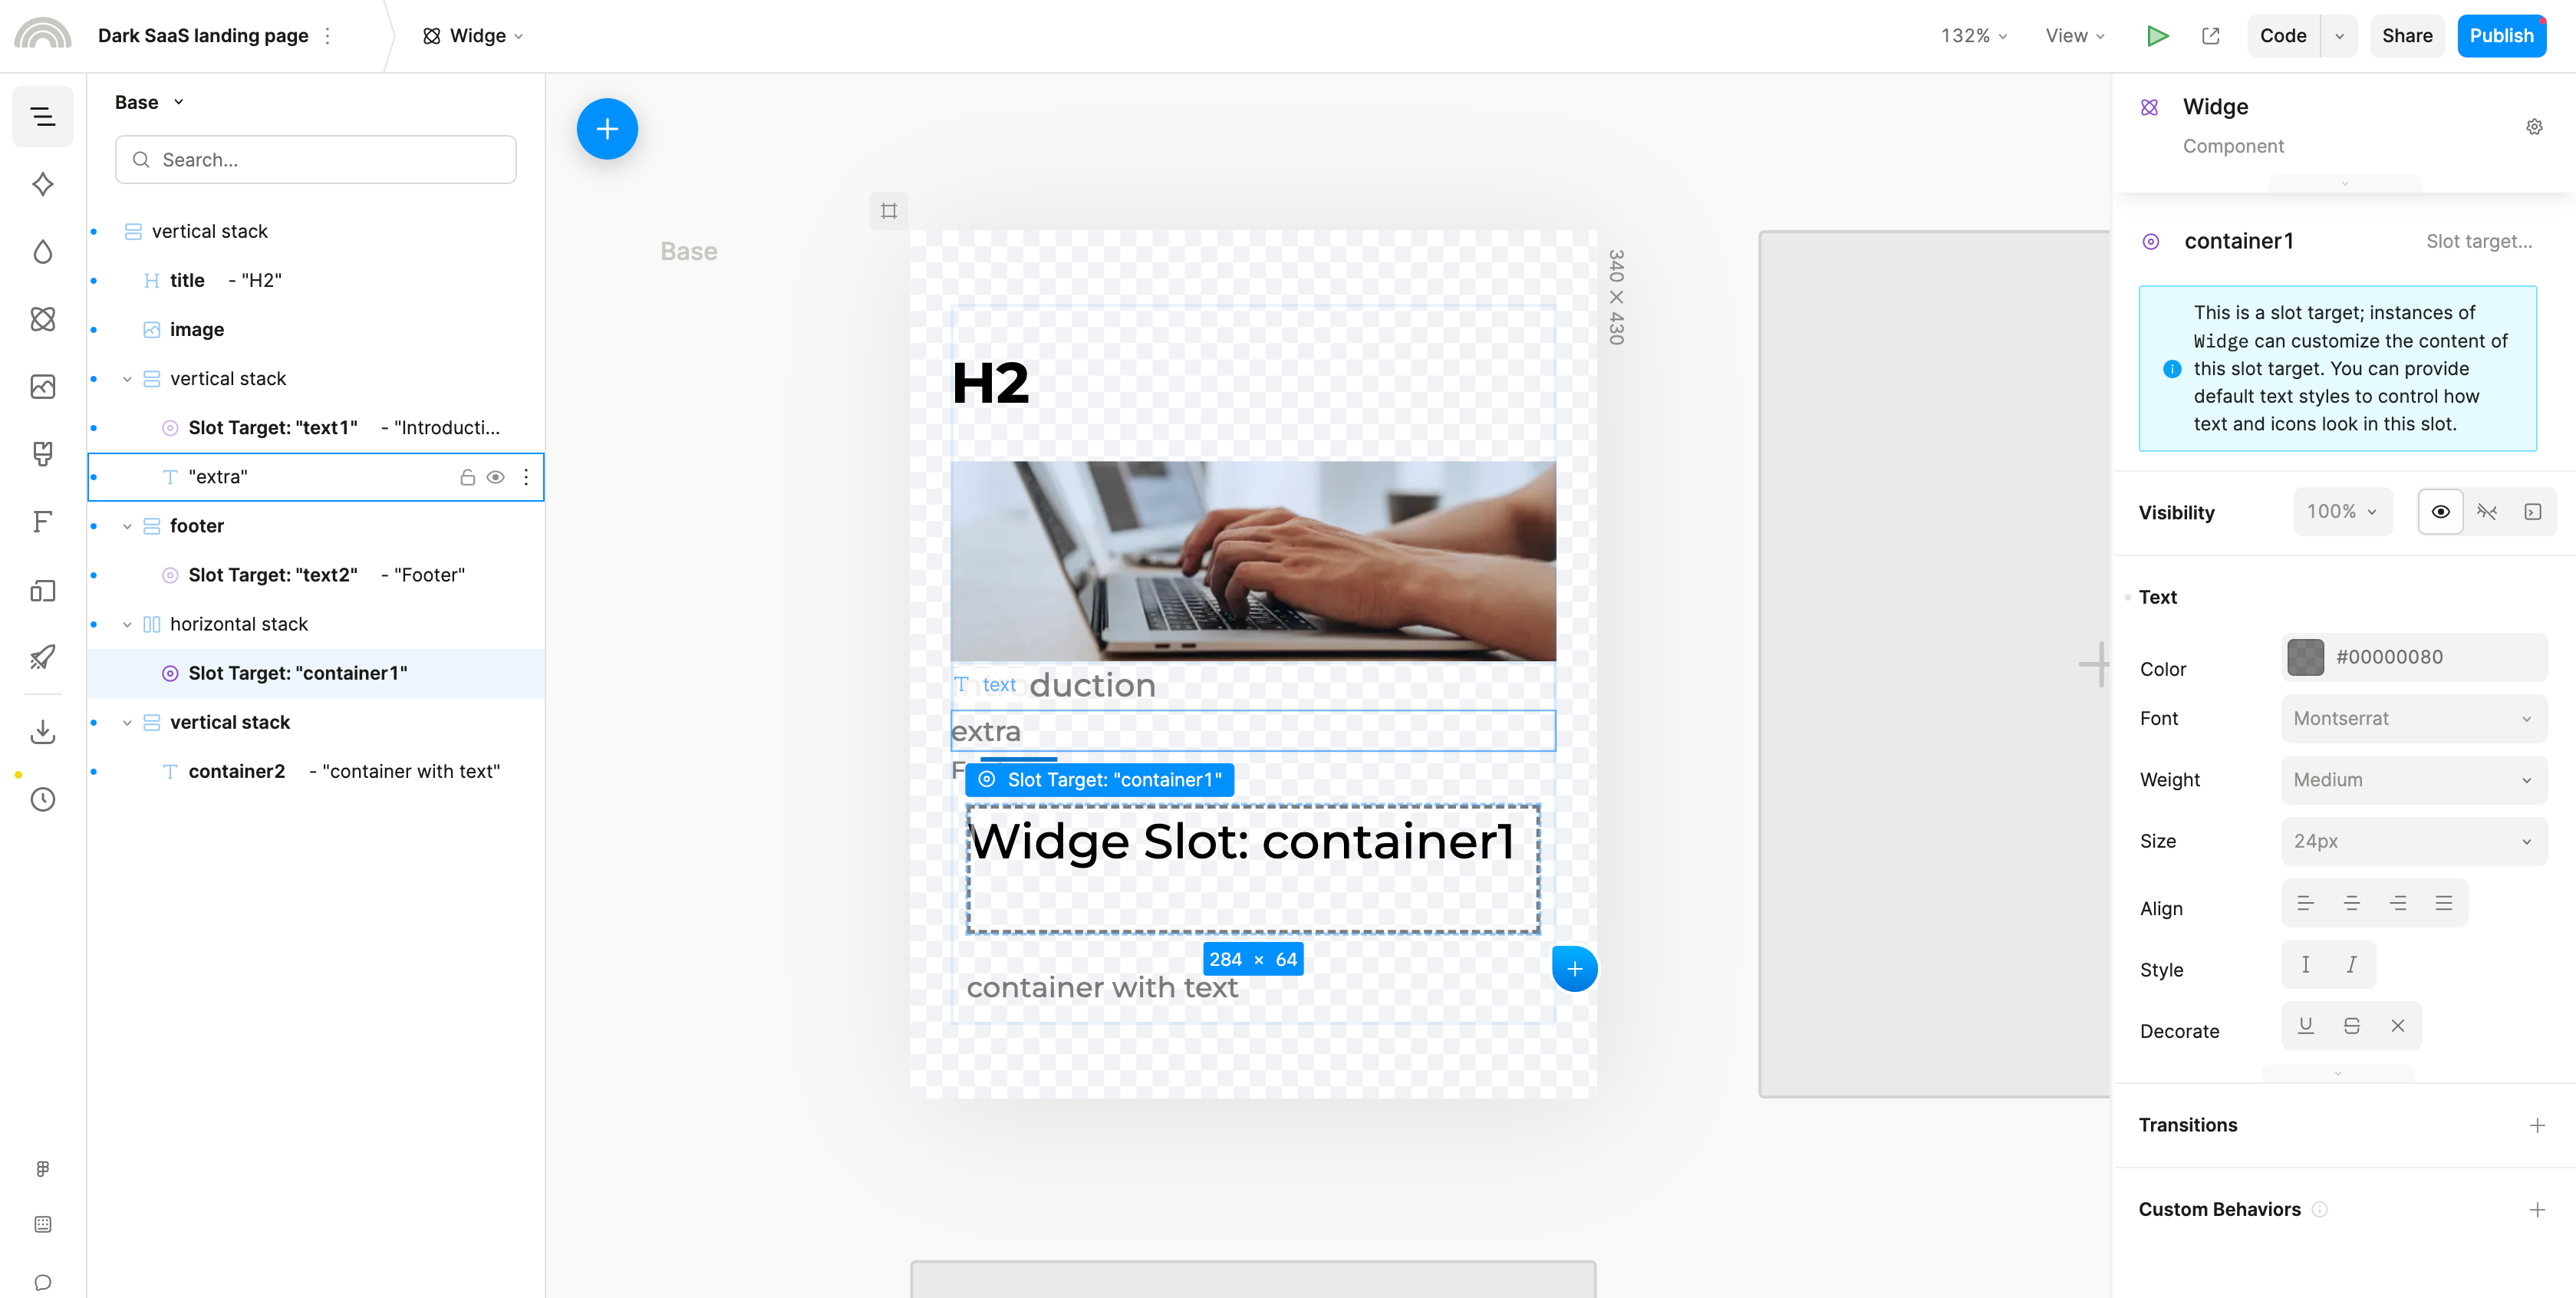 Dark SaaS landing page
Widge
132%
View
Code
Share
Publish
Base
Search...
vertical stack
title - "H2"
image
vertical stack
Slot Target: "text1" - "Introducti...
"extra"
footer
Slot Target: "text2" - "Footer"
horizontal stack
Slot Target: "container1"
vertical stack
container2 - "container with text"
Base
340 × 430
H2
text
duction
extra
F
Slot Target: "container1"
Widge Slot: container1
284 × 64
container with text
Widge
Component
container1
Slot target...
This is a slot target; instances of
Widge can customize the content of
this slot target. You can provide
default text styles to control how
text and icons look in this slot.
Visibility
100%
Text
Color
#00000080
Font
Montserrat
Weight
Medium
Size
24px
Align
Style
Decorate
Transitions
Custom Behaviors